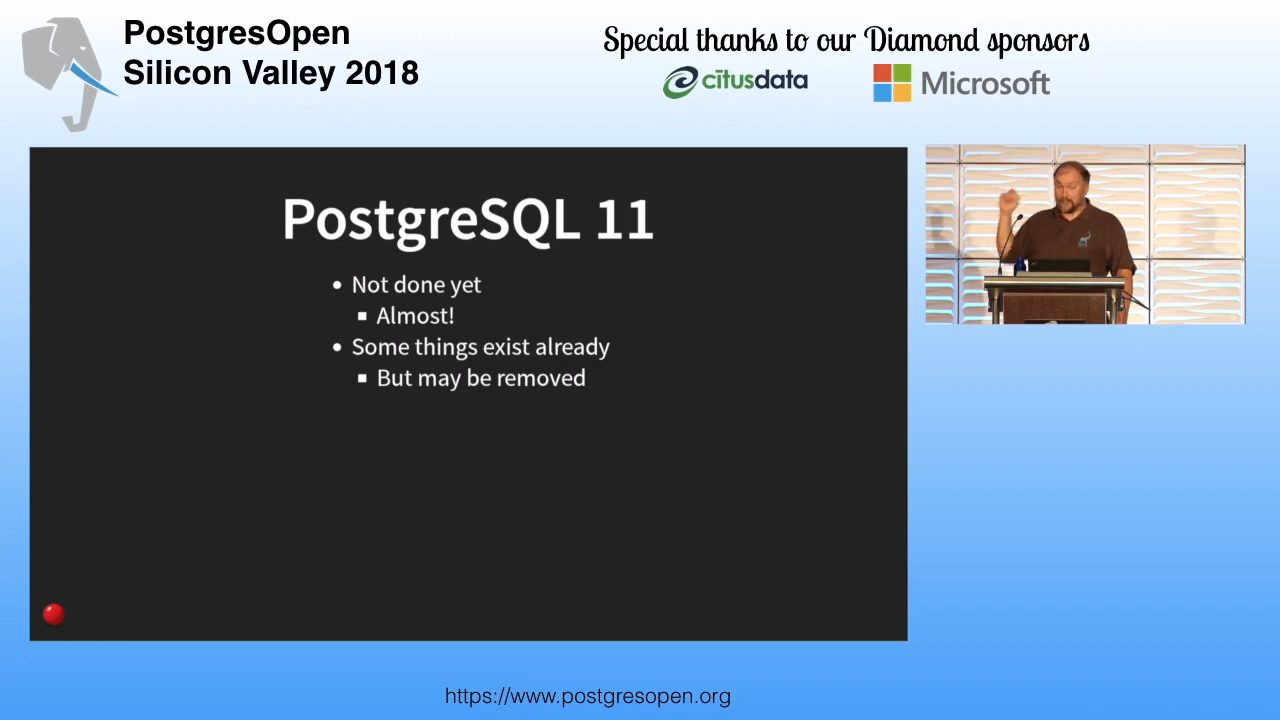 PostgresOpen
Silicon Valley 2018
Special thanks to our Diamond sponsors
citusdata
Microsoft
PostgreSQL 11
Not done yet
Almost!
Some things exist already
But may be removed
https://www.postgresopen.org